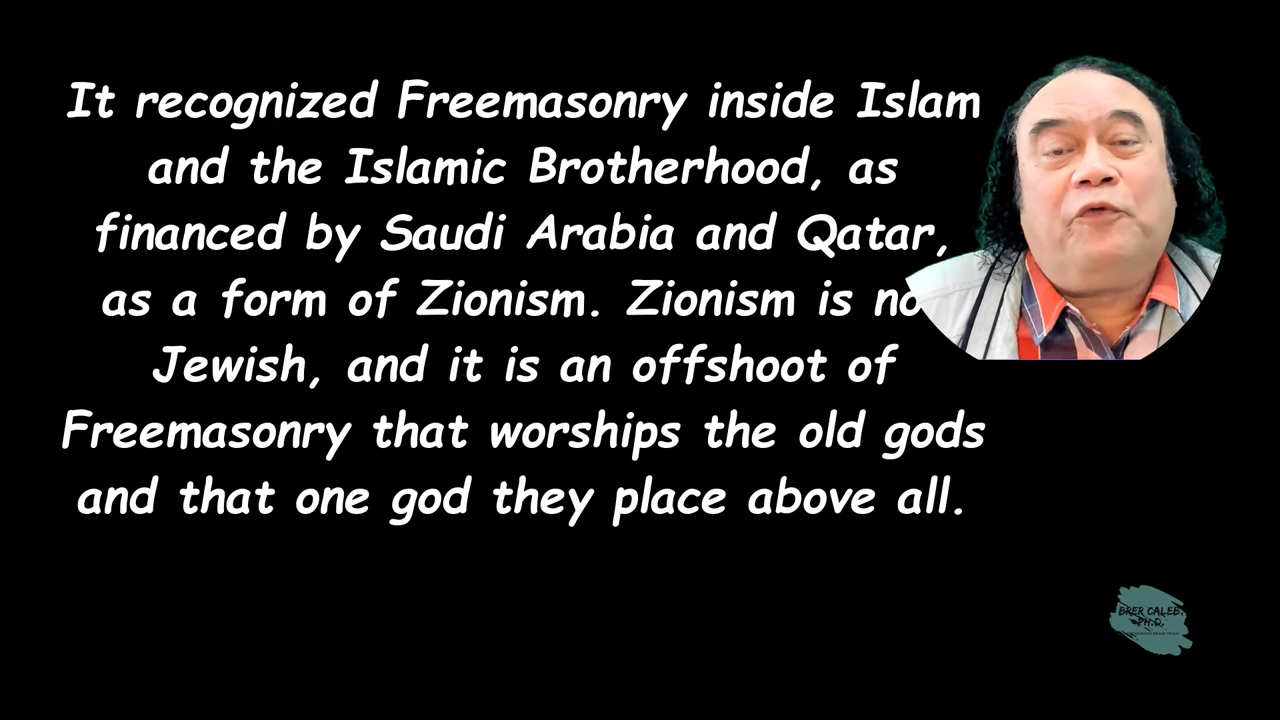 It recognized Freemasonry inside Islam
and the Islamic Brotherhood, as
financed by Saudi Arabia and Qatar,
as a form of Zionism. Zionism is
Jewish, and it is an offshoot of
Freemasonry that worships the old gods
and that one god they place above all.
BRER CALEB,
PH.D.